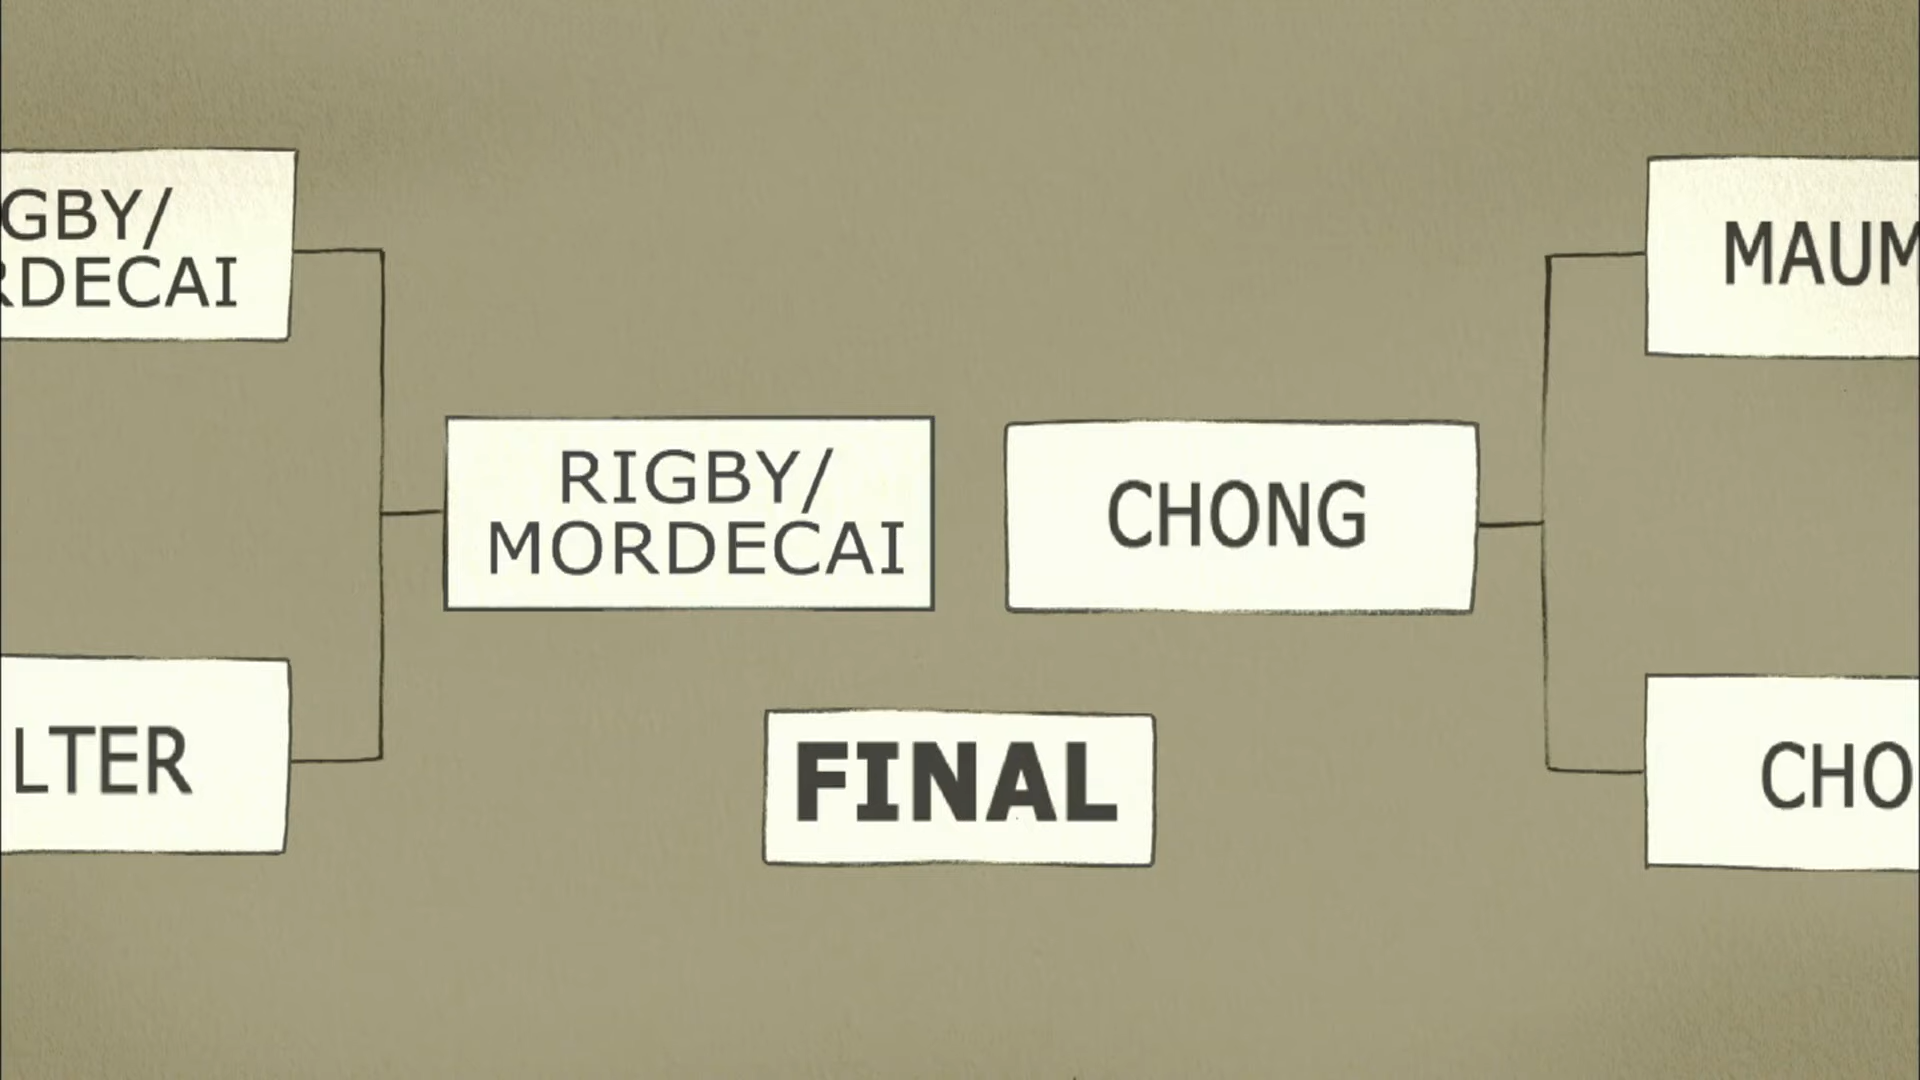 GBY/
RDECAI
MAUM
RIGBY/
MORDECAI
CHONG
LTER
CHO
FINAL